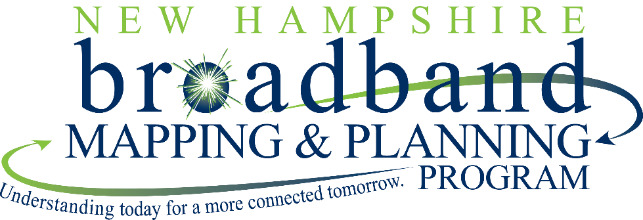 NEW HAMPSHIRE
broadband
MAPPING & PLANNING
PROGRAM
Understanding today for a more connected tomorrow.